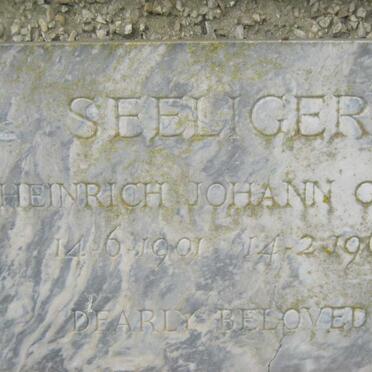 SEELIGER
HEINRICH JOHANN
14-6-1901 14-2-19
DEARLY BELOVED